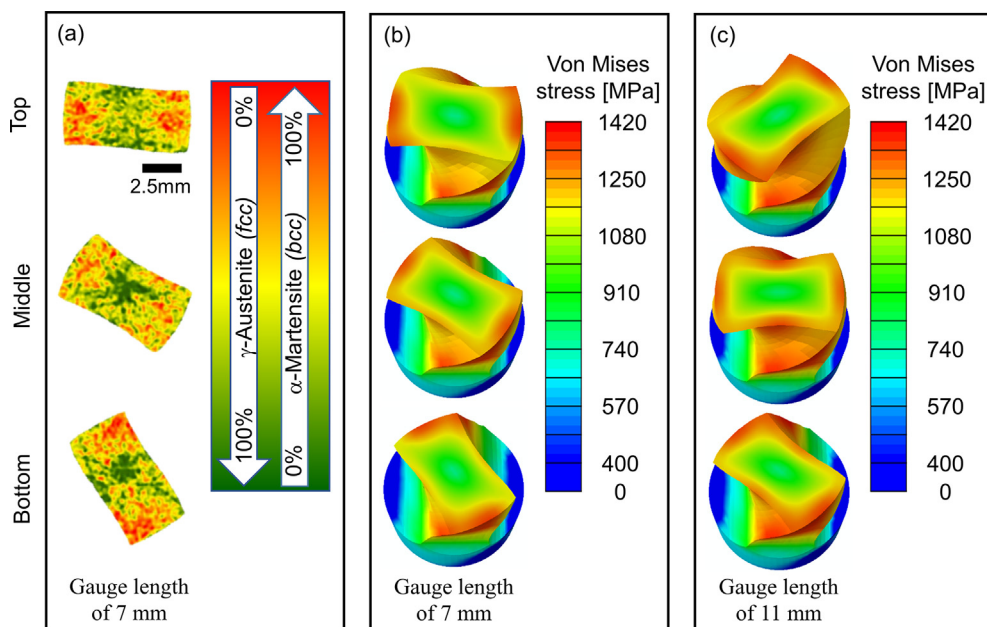 (a)
Top
2.5mm
Middle
Bottom
0%
100%
γ-Austenite (fcc)
α-Martensite (bcc)
100%
0%
Gauge length
of 7 mm
(b)
Von Mises
stress [MPa]
1420
1250
1080
910
740
570
400
0
Gauge length
of 7 mm
(c)
Von Mises
stress [MPa]
1420
1250
1080
910
740
570
400
0
Gauge length
of 11 mm